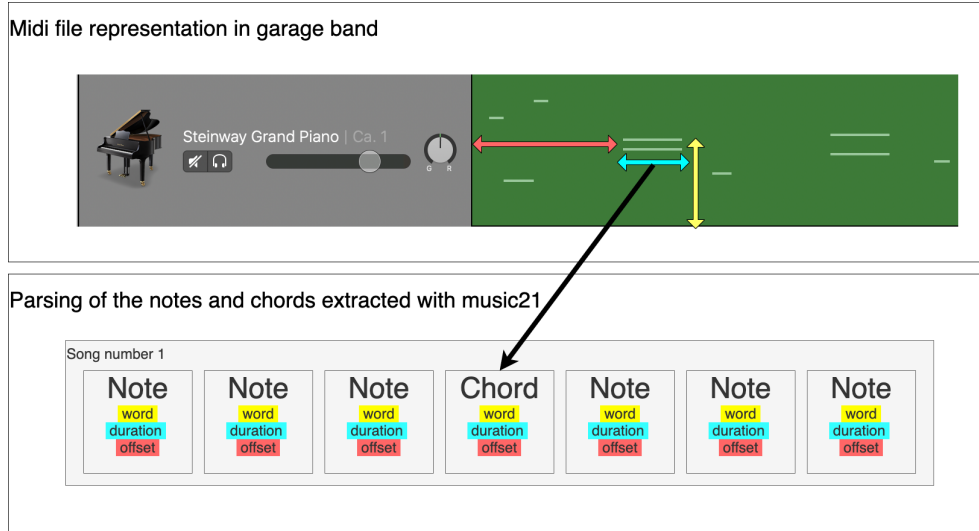 Midi file representation in garage band
Steinway Grand Piano | Ca. 1
G R
Parsing of the notes and chords extracted with music21
Song number 1
Note Note Note Chord Note Note Note
word word word word word word word
duration duration duration duration duration duration duration
offset offset offset offset offset offset offset